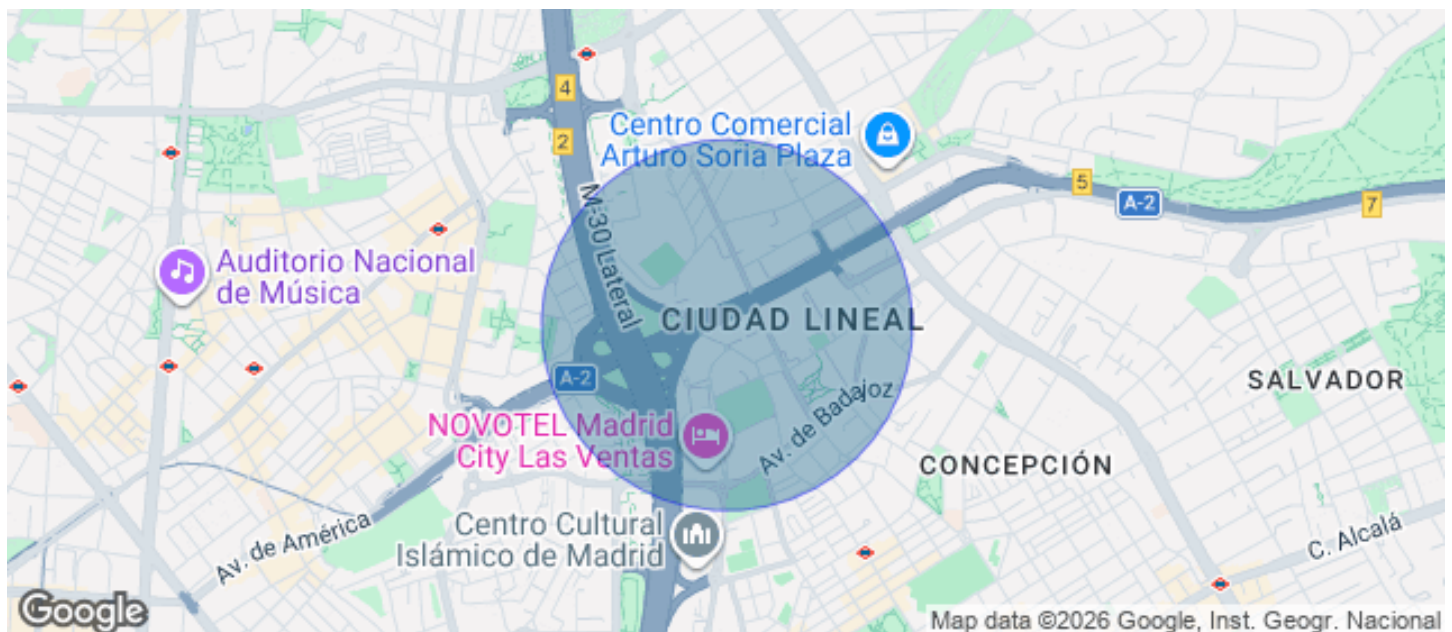 4
Centro Comercial
Arturo Soria Plaza
2
5
A-2
7
M-30 Lateral
Auditorio Nacional
de Música
CIUDAD LINEAL
A-2
SALVADOR
NOVOTEL Madrid
City Las Ventas
Av. de Badajoz
CONCEPCIÓN
Av. de América
Centro Cultural
Islámico de Madrid
C. Alcalá
Google
Map data ©2026 Google, Inst. Geogr. Nacional